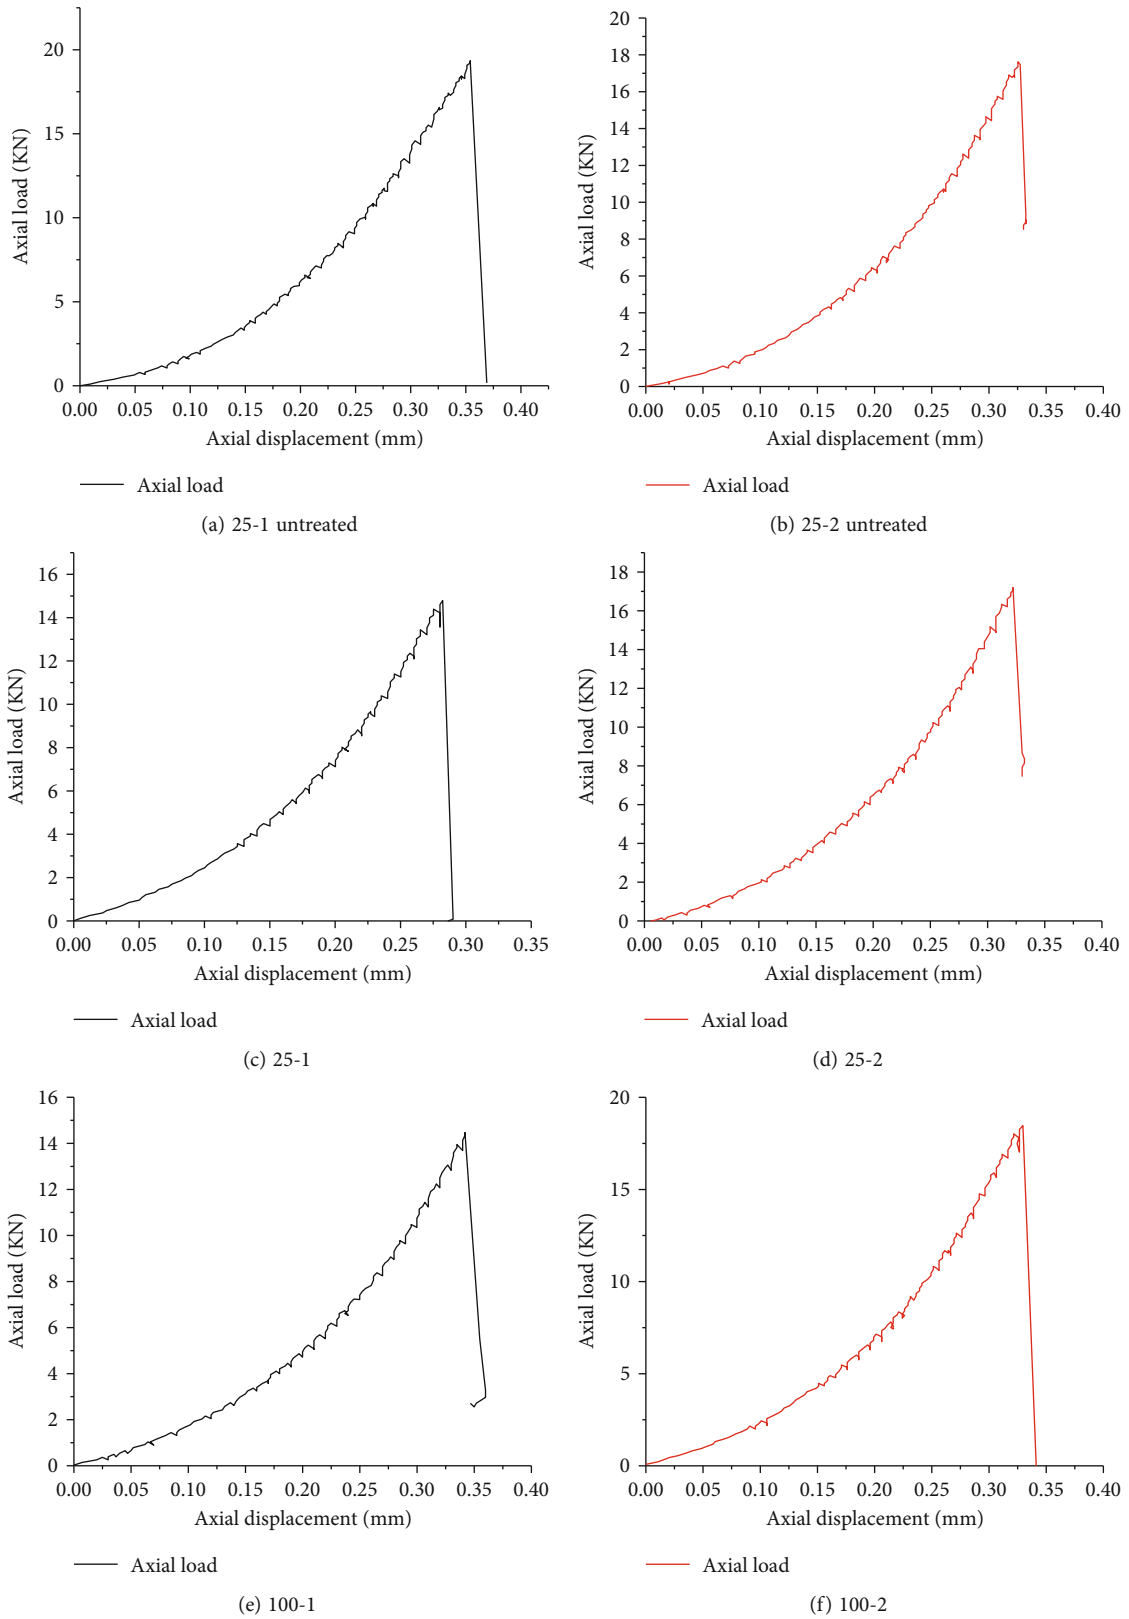 20
15
10
5
0
Axial load (KN)
0.00 0.05 0.10 0.15 0.20 0.25 0.30 0.35 0.40
Axial displacement (mm)
Axial load
(a) 25-1 untreated
20
18
16
14
12
10
8
6
4
2
0
Axial load (KN)
0.00 0.05 0.10 0.15 0.20 0.25 0.30 0.35 0.40
Axial displacement (mm)
Axial load
(b) 25-2 untreated
16
14
12
10
8
6
4
2
0
Axial load (KN)
0.00 0.05 0.10 0.15 0.20 0.25 0.30 0.35
Axial displacement (mm)
Axial load
(c) 25-1
18
16
14
12
10
8
6
4
2
0
Axial load (KN)
0.00 0.05 0.10 0.15 0.20 0.25 0.30 0.35 0.40
Axial displacement (mm)
Axial load
(d) 25-2
16
14
12
10
8
6
4
2
0
Axial load (KN)
0.00 0.05 0.10 0.15 0.20 0.25 0.30 0.35 0.40
Axial displacement (mm)
Axial load
(e) 100-1
20
15
10
5
0
Axial load (KN)
0.00 0.05 0.10 0.15 0.20 0.25 0.30 0.35 0.40
Axial displacement (mm)
Axial load
(f) 100-2